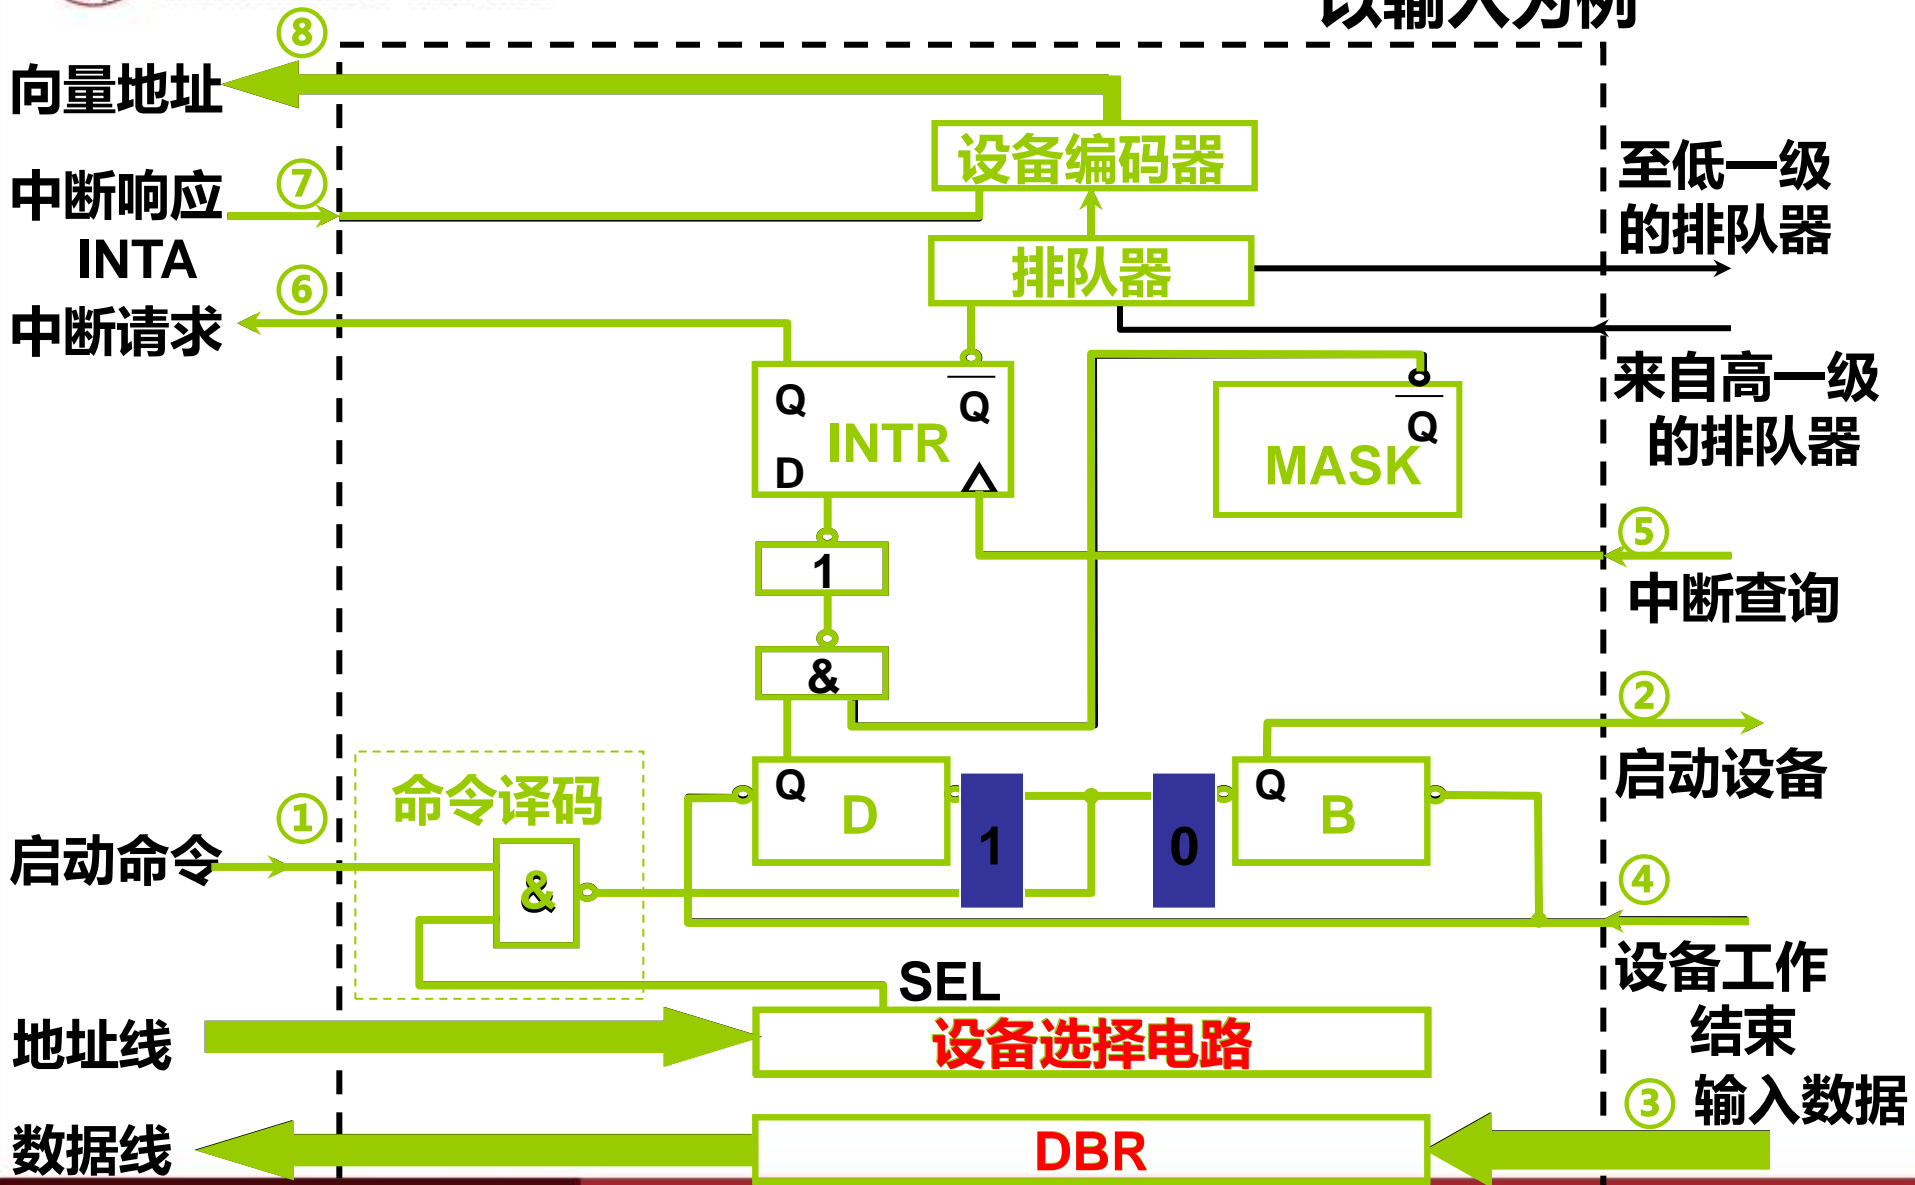 以输入为例
⑧
向量地址
设备编码器
至低一级
的排队器
中断响应
INTA
⑦
排队器
⑥
中断请求
来自高一级
的排队器
Q
Q
INTR
D
Q
MASK
⑤
中断查询
1
&
②
启动设备
命令译码
Q
D
1
0
Q
B
①
启动命令
&
④
设备工作
结束
SEL
地址线
设备选择电路
③
输入数据
数据线
DBR